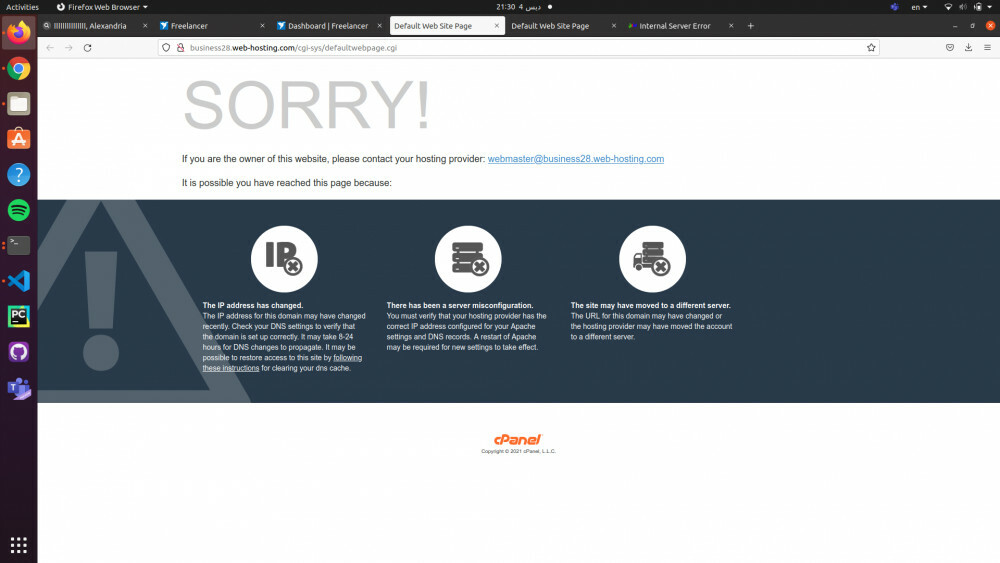 Activities
Firefox Web Browser
21:30 4 ديس
en
Freelancer
Dashboard | Freelancer
Default Web Site Page
Default Web Site Page
Internal Server Error
business28.web-hosting.com/cgi-sys/defaultwebpage.cgi
SORRY!
If you are the owner of this website, please contact your hosting provider: webmaster@business28.web-hosting.com
It is possible you have reached this page because:
IP
The IP address has changed.
The IP address for this domain may have changed
recently. Check your DNS settings to verify that
the domain is set up correctly. It may take 8-24
hours for DNS changes to propagate. It may be
possible to restore access to this site by following
these instructions for clearing your dns cache.
There has been a server misconfiguration.
You must verify that your hosting provider has the
correct IP address configured for your Apache
settings and DNS records. A restart of Apache
may be required for new settings to take effect.
The site may have moved to a different server.
The URL for this domain may have changed or
the hosting provider may have moved the account
to a different server.
cPanel
Copyright © 2021 cPanel, L.L.C.
PC